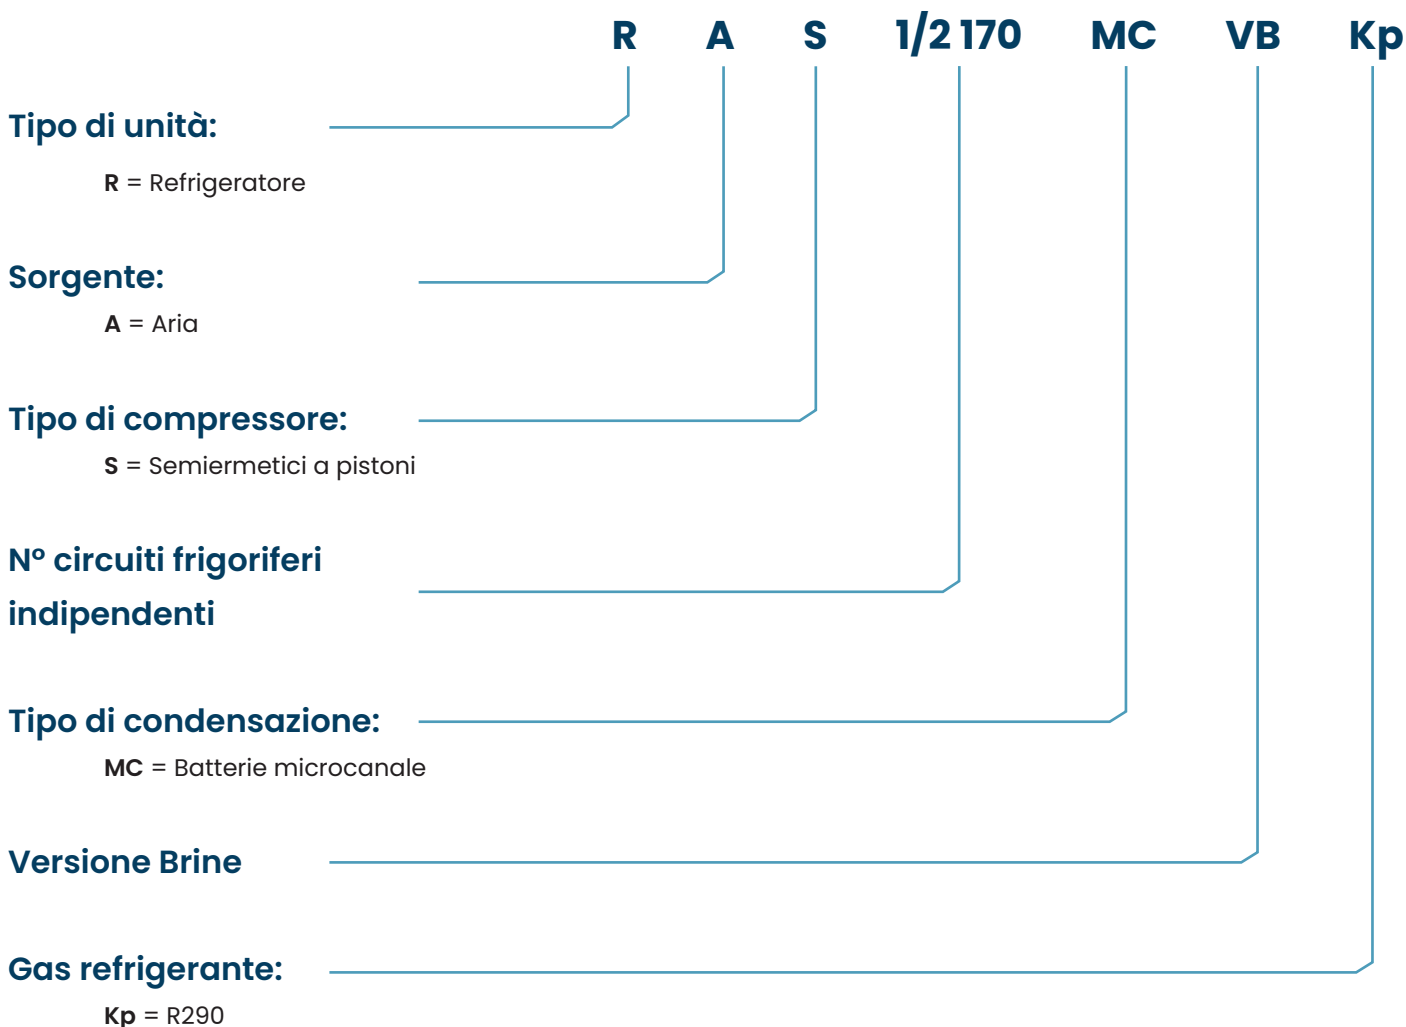 R A S 1/2 170 MC VB Kp
Tipo di unità:
R = Refrigeratore
Sorgente:
A = Aria
Tipo di compressore:
S = Semiermetici a pistoni
N° circuiti frigoriferi
indipendenti
Tipo di condensazione:
MC = Batterie microcanale
Versione Brine
Gas refrigerante:
Kp = R290